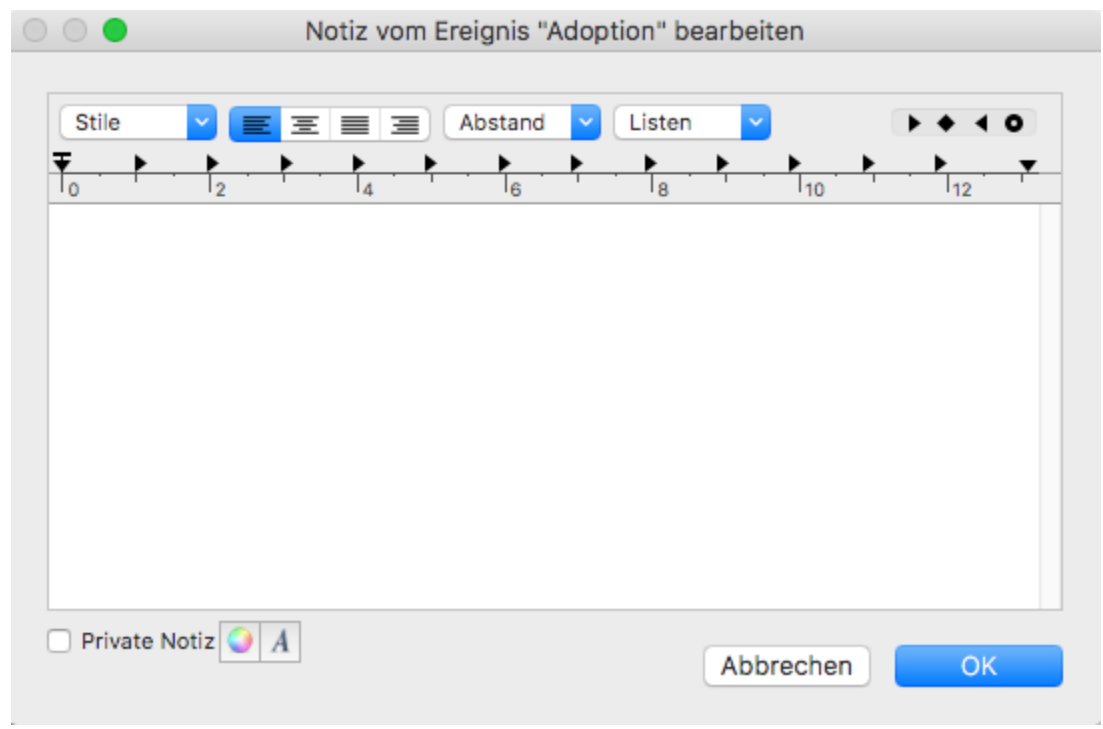 Notiz vom Ereignis "Adoption" bearbeiten
Stile Abstand Listen
0 2 4 6 8 10 12
Private Notiz A
Abbrechen OK